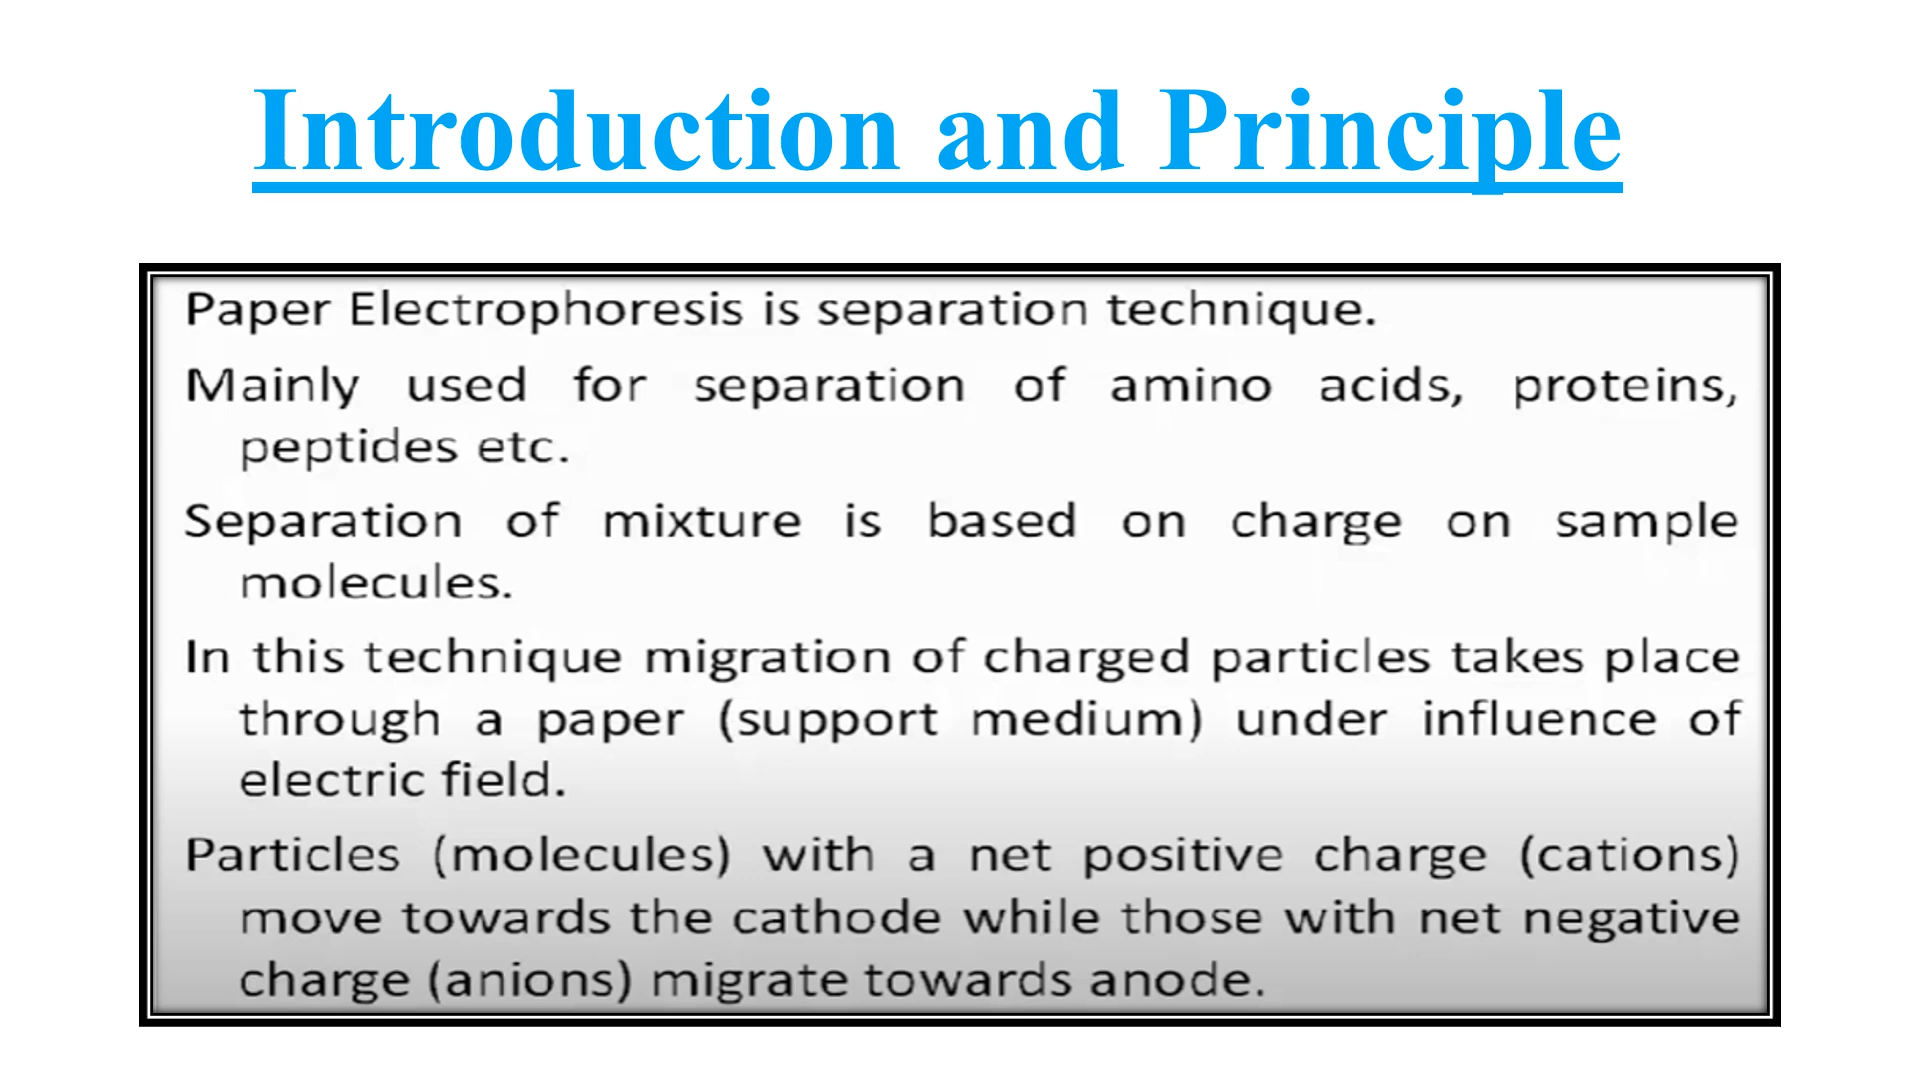 Introduction and Principle
Paper Electrophoresis is separation technique.
Mainly used for separation of amino acids, proteins,
peptides etc.
Separation of mixture is based on charge on sample
molecules.
In this technique migration of charged particles takes place
through a paper (support medium) under influence of
electric field.
Particles (molecules) with a net positive charge (cations)
move towards the cathode while those with net negative
charge (anions) migrate towards anode.